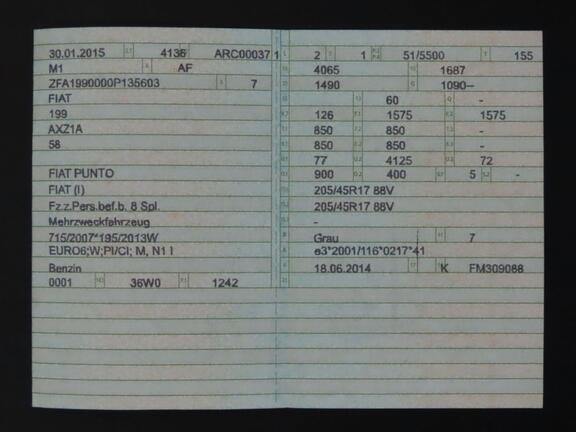 30.01.2015 4136 ARC00037 1
M1 AF
ZFA1990000P135603 7
FIAT
199
AXZ1A
58
FIAT PUNTO
FIAT (I)
Fz.z.Pers.bef.b. 8 Spl.
Mehrzweckfahrzeug
715/2007*195/2013W
EURO6;W;PI/CI; M, N1 I
Benzin
0001 36W0 1242
2 1 51/5500 155
4065 1687
1490 1090--
60 -
126 1575 1575
850 850 -
850 850 -
77 4125 72
900 400 5 -
205/45R17 88V
205/45R17 88V
-
Grau 7
e3*2001/116*0217*41
18.06.2014 K FM309088